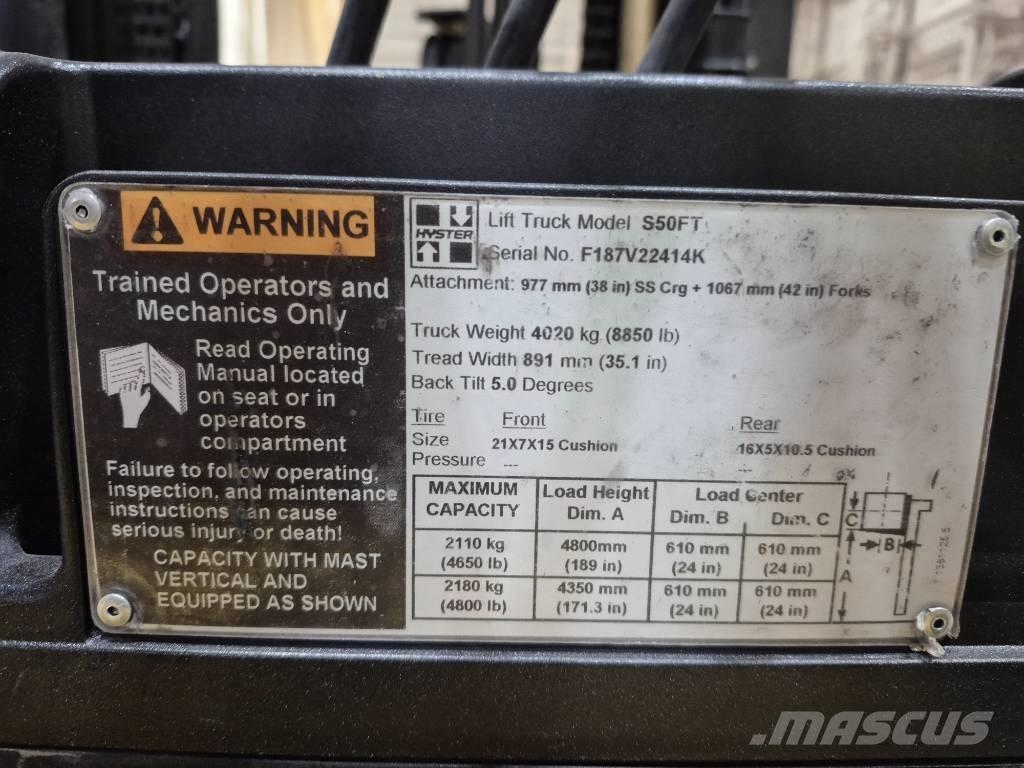 WARNING
Trained Operators and
Mechanics Only
Read Operating
Manual located
on seat or in
operators
compartment
Failure to follow operating,
inspection, and maintenance
instructions can cause
serious injury or death!
CAPACITY WITH MAST
VERTICAL AND
EQUIPPED AS SHOWN
HYSTER
Lift Truck Model S50FT
Serial No. F187V22414K
Attachment: 977 mm (38 in) SS Crg + 1067 mm (42 in) Forks
Truck Weight 4020 kg (8850 lb)
Tread Width 891 mm (35.1 in)
Back Tilt 5.0 Degrees
Tire Front Rear
Size 21X7X15 Cushion 16X5X10.5 Cushion
Pressure --- ---
MAXIMUM CAPACITY Load Height Dim. A Load Center Dim. B Dim. C
2110 kg (4650 lb) 4800mm (189 in) 610 mm (24 in) 610 mm (24 in)
2180 kg (4800 lb) 4350 mm (171.3 in) 610 mm (24 in) 610 mm (24 in)
C
B
A
MASCUS